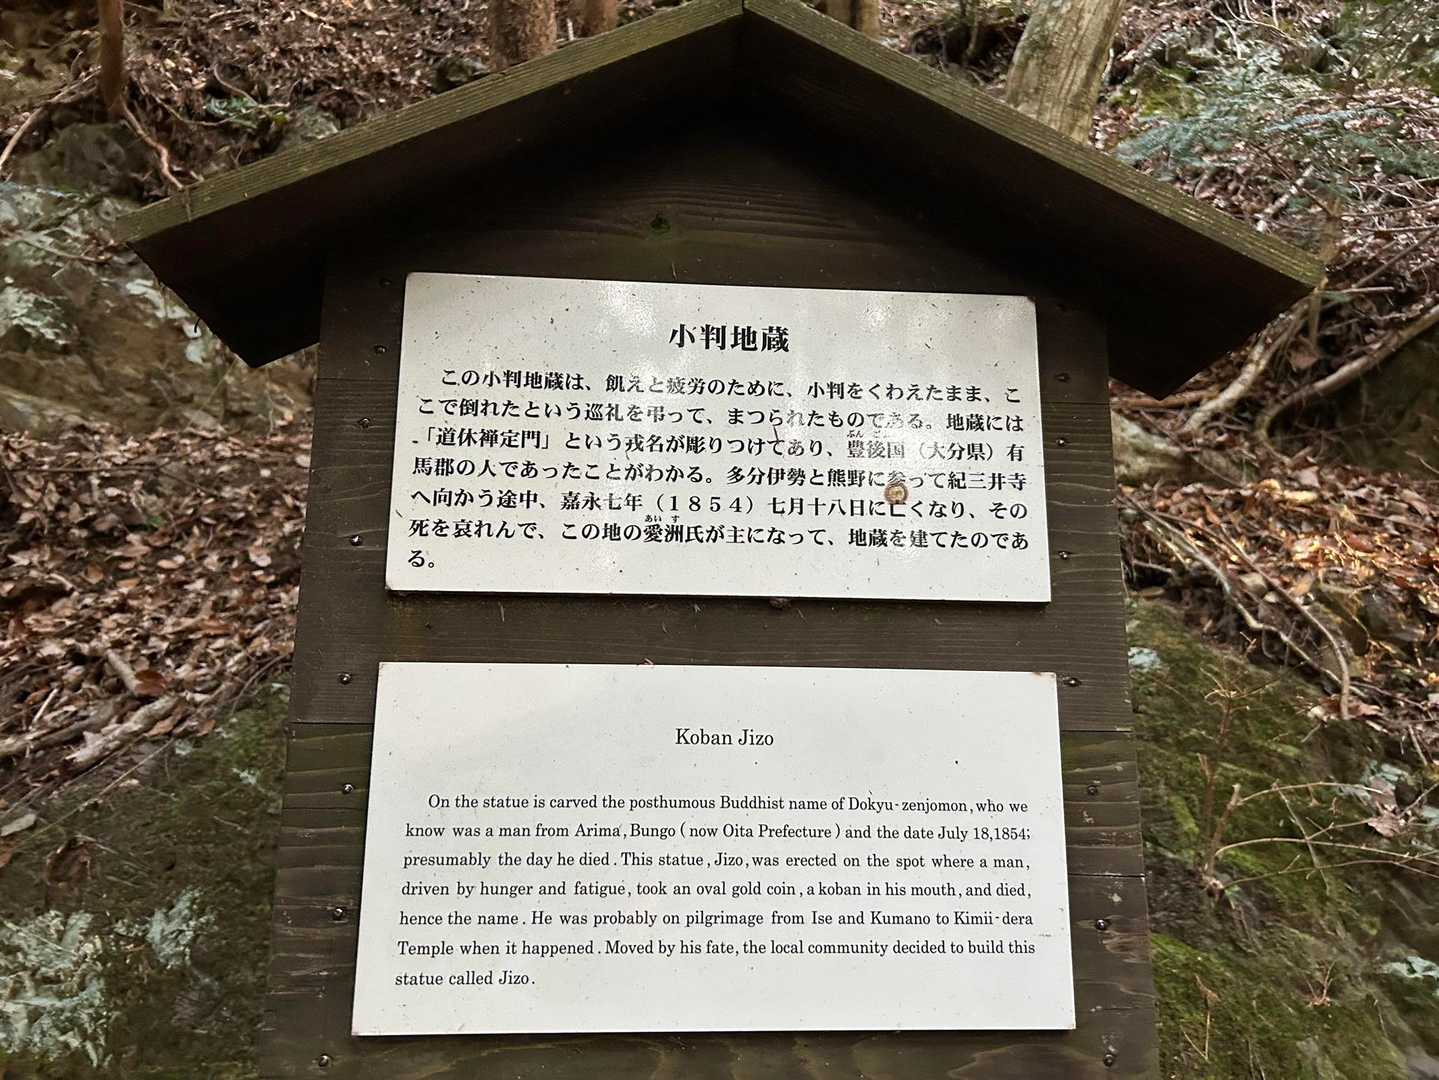 小判地蔵
この小判地蔵は、飢えと疲労のために、小判をくわえたまま、こ
こで倒れたという巡礼を弔って、まつられたものである。地蔵には
「道休禅定門」という戒名が彫りつけてあり、豊後国（大分県）有
馬郡の人であったことがわかる。多分伊勢と熊野に参って紀三井寺
へ向かう途中、嘉永七年（1854）七月十八日に亡くなり、その
死を哀れんで、この地の愛洲氏が主になって、地蔵を建てたのであ
る。
Koban Jizo
On the statue is carved the posthumous Buddhist name of Dokyu-zenjomon, who we
know was a man from Arima, Bungo (now Oita Prefecture) and the date July 18,1854;
presumably the day he died. This statue, Jizo, was erected on the spot where a man,
driven by hunger and fatigue, took an oval gold coin, a koban in his mouth, and died,
hence the name. He was probably on pilgrimage from Ise and Kumano to Kimii-dera
Temple when it happened. Moved by his fate, the local community decided to build this
statue called Jizo.